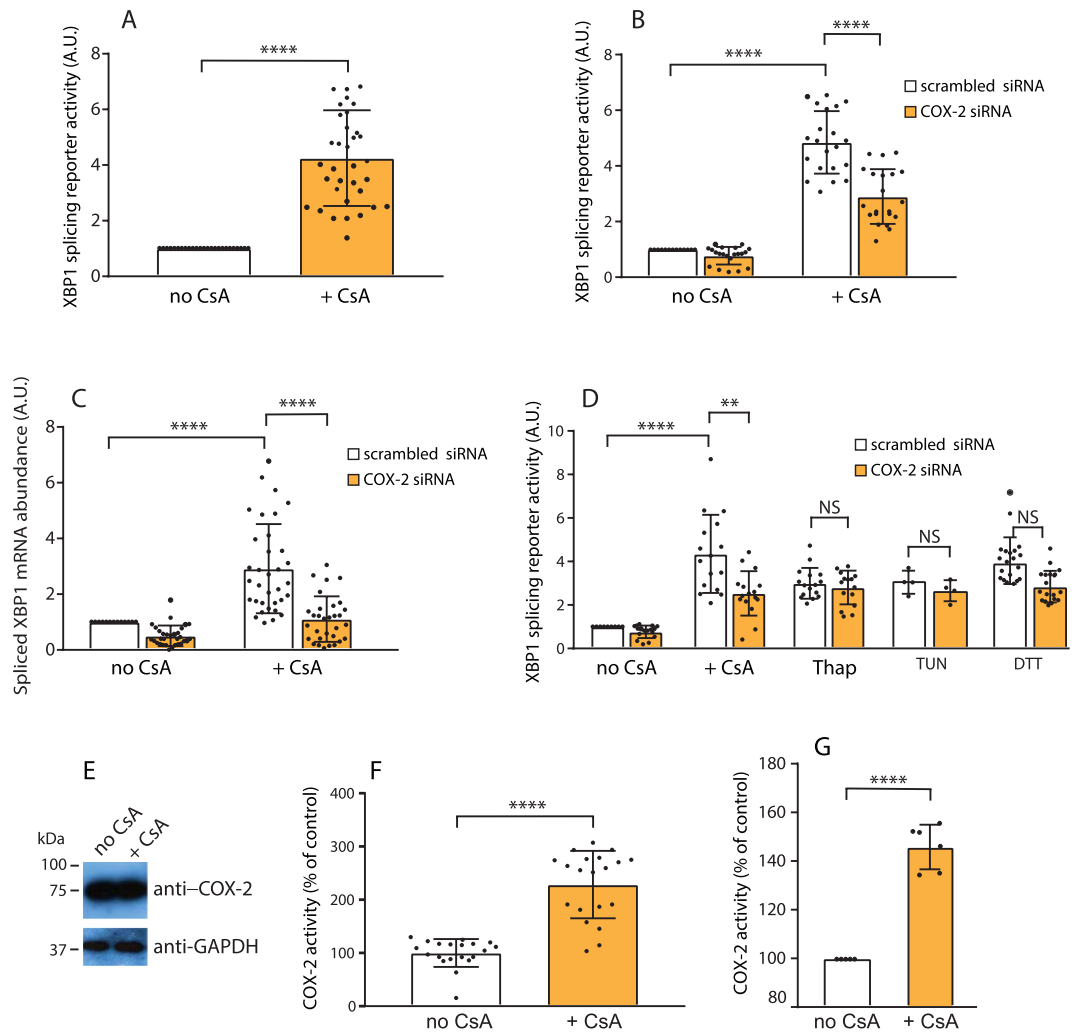 A
XBP1 splicing reporter activity (A.U.)
8
6
4
2
0
****
no CsA
+ CsA
B
XBP1 splicing reporter activity (A.U.)
8
6
4
2
0
****
****
scrambled siRNA
COX-2 siRNA
no CsA
+ CsA
C
Spliced XBP1 mRNA abundance (A.U.)
8
6
4
2
0
****
****
scrambled siRNA
COX-2 siRNA
no CsA
+ CsA
D
XBP1 splicing reporter activity (A.U.)
10
8
6
4
2
0
****
**
NS
NS
NS
scrambled siRNA
COX-2 siRNA
no CsA
+ CsA
Thap
TUN
DTT
E
kDa
no CsA
+ CsA
100
75
37
anti–COX-2
anti-GAPDH
F
COX-2 activity (% of control)
400
300
200
100
0
****
no CsA
+ CsA
G
COX-2 activity (% of control)
180
160
140
120
100
80
****
no CsA
+ CsA